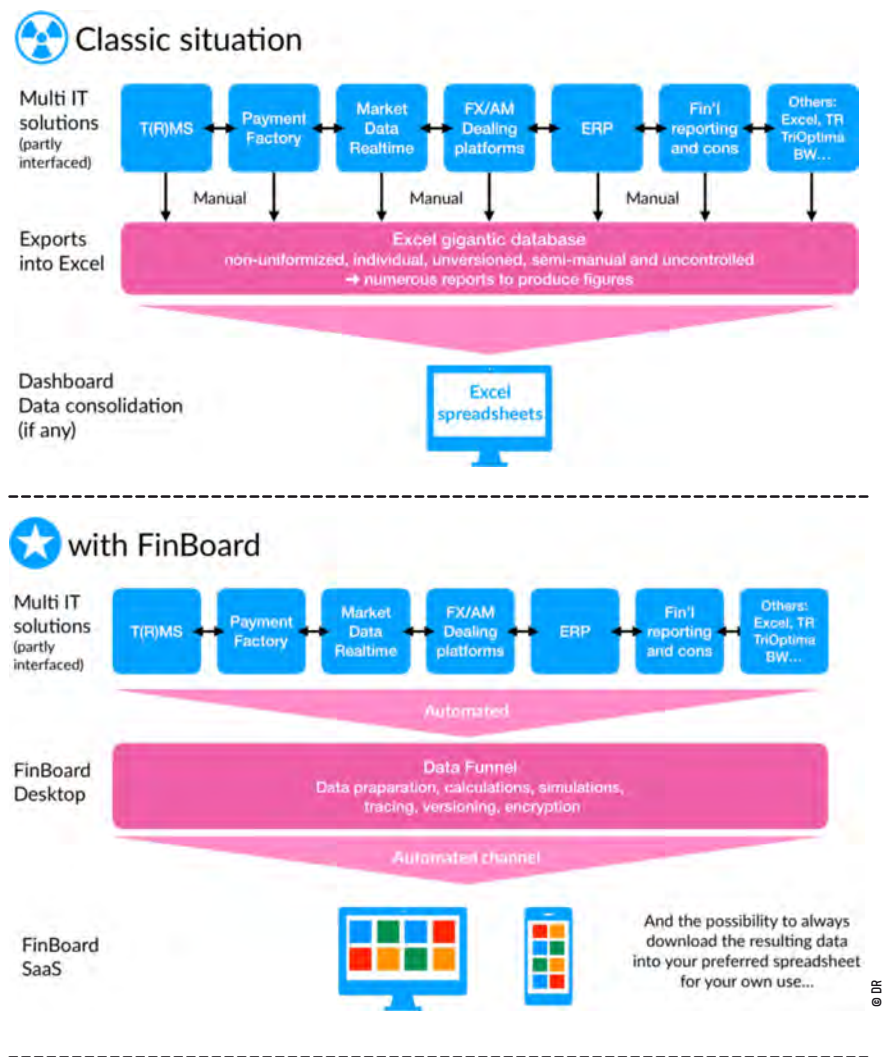 Classic situation
Multi IT
solutions
(partly
interfaced)
T(R)MS
Payment
Factory
Market
Data
Realtime
FX/AM
Dealing
platforms
ERP
Fin'l
reporting
and cons
Others:
Excel, TR
TriOptima
BW...
Manual
Manual
Manual
Exports
into Excel
Excel gigantic database
non-uniformized, individual, unversioned, semi-manual and uncontrolled
➔ numerous reports to produce figures
Dashboard
Data consolidation
(if any)
Excel
spreadsheets
with FinBoard
Multi IT
solutions
(partly
interfaced)
T(R)MS
Payment
Factory
Market
Data
Realtime
FX/AM
Dealing
platforms
ERP
Fin'l
reporting
and cons
Others:
Excel, TR
TriOptima
BW...
Automated
FinBoard
Desktop
Data Funnel
Data praparation, calculations, simulations,
tracing, versioning, encryption
Automated channel
FinBoard
SaaS
And the possibility to always
download the resulting data
into your preferred spreadsheet
for your own use...
© DR